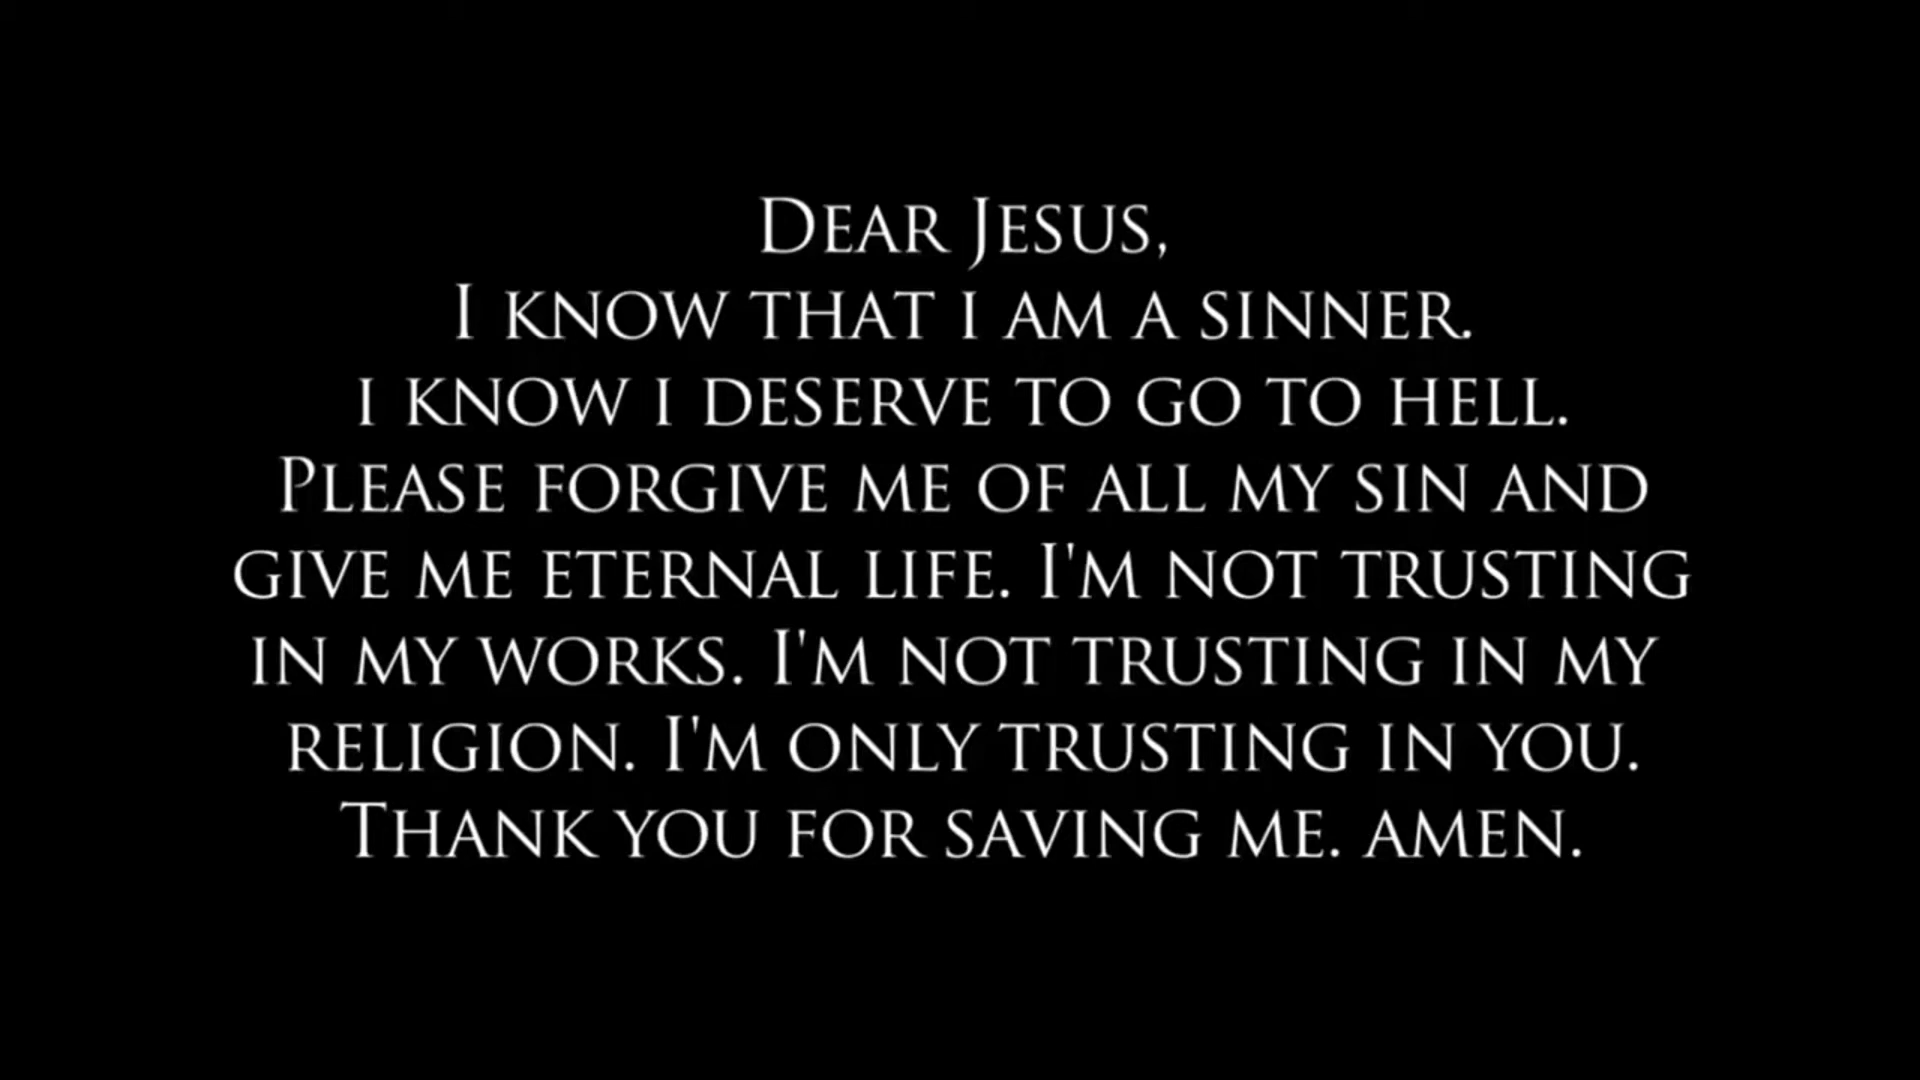 Dear Jesus,
I know that i am a sinner.
i know i deserve to go to hell.
Please forgive me of all my sin and
give me eternal life. I'm not trusting
in my works. I'm not trusting in my
religion. I'm only trusting in you.
Thank you for saving me. amen.